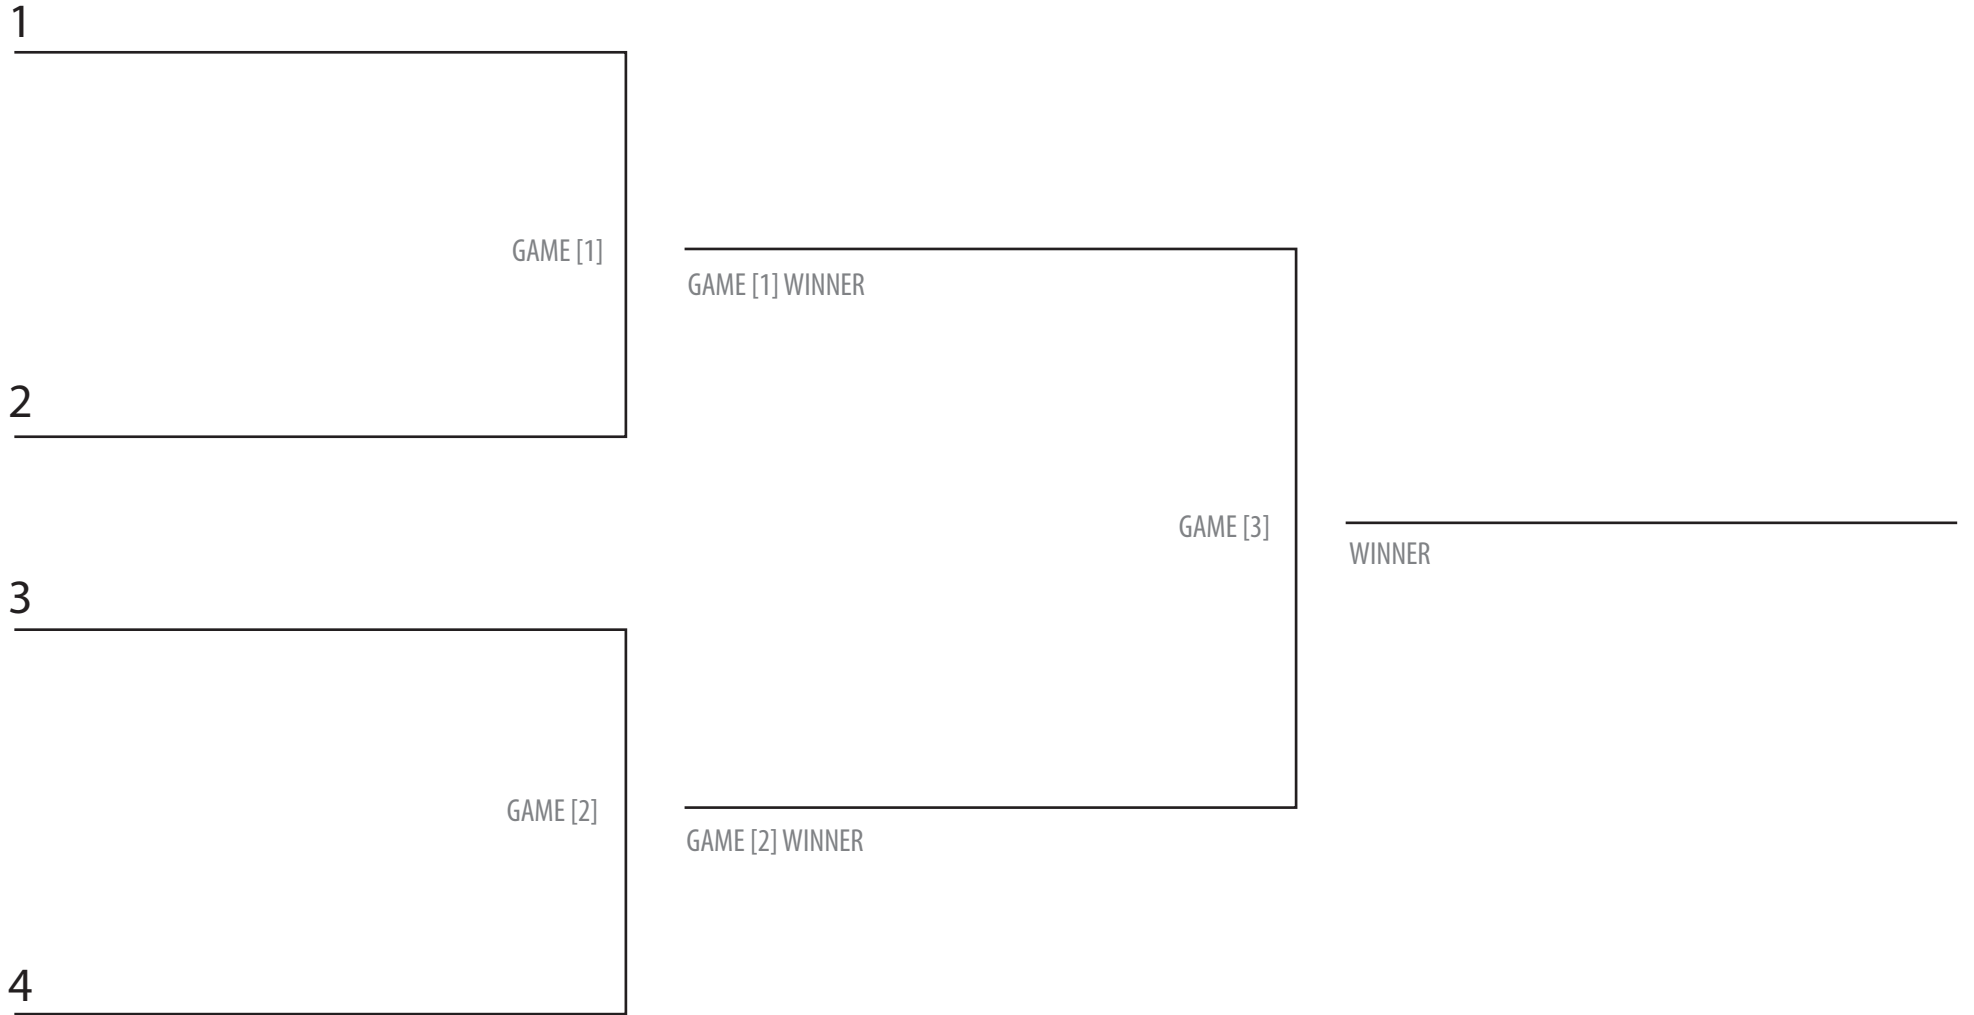 1
GAME [1]
GAME [1] WINNER
2
GAME [3]
WINNER
3
GAME [2]
GAME [2] WINNER
4